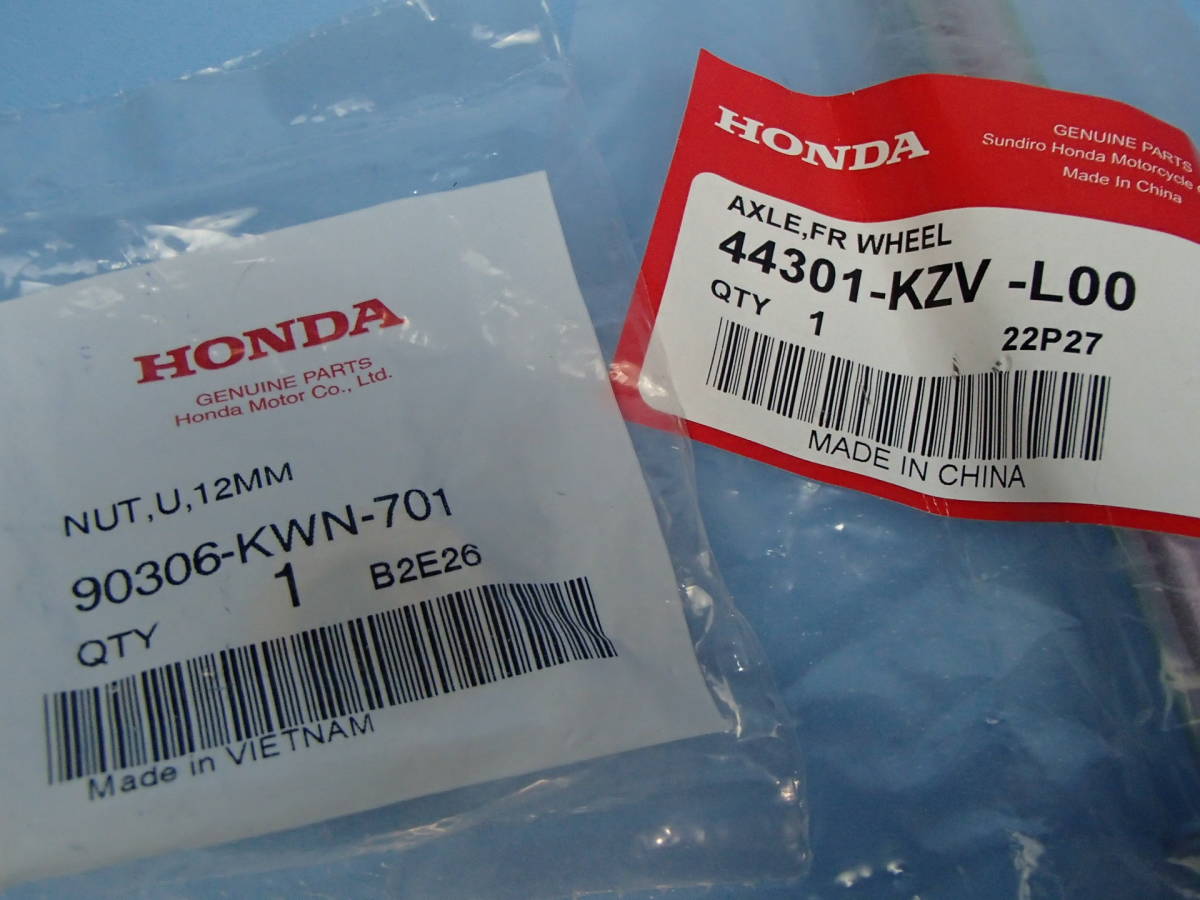 HONDA
GENUINE PARTS
Honda Motor Co., Ltd.
NUT,U,12MM
90306-KWN-701
1 B2E26
QTY
Made in VIETNAM
HONDA
GENUINE PARTS
Sundiro Honda Motorcycle
Made In China
AXLE,FR WHEEL
44301-KZV -L00
QTY 1 22P27
MADE IN CHINA